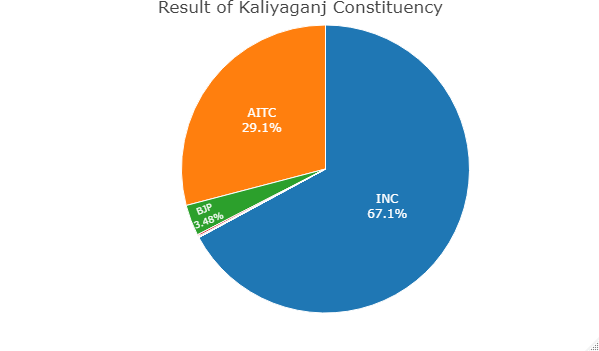 Result of Kaliyaganj Constituency
AITC
29.1%
INC
67.1%
BJP
3.48%